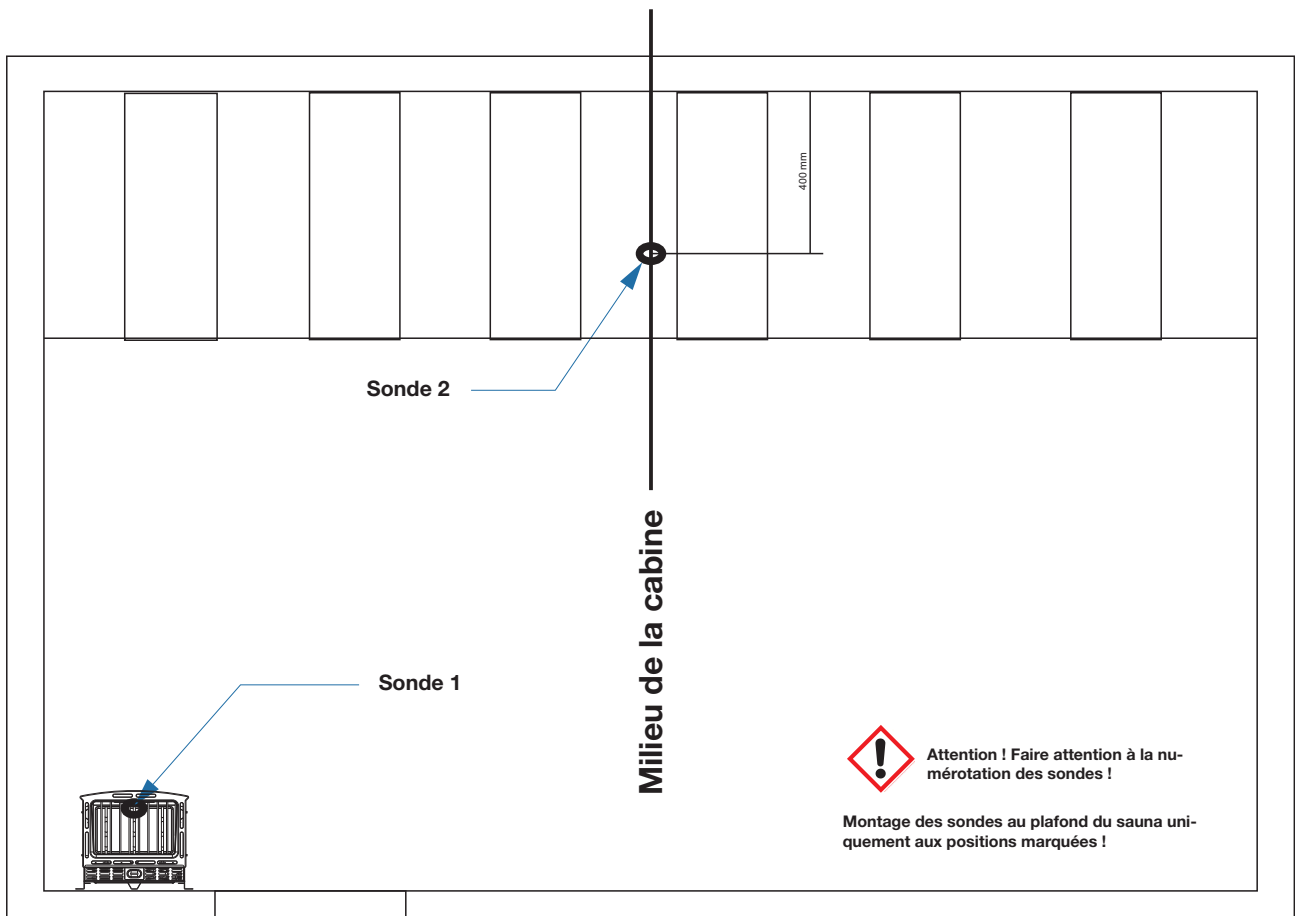 400 mm
Sonde 2
Milieu de la cabine
Sonde 1
Attention ! Faire attention à la nu-
mérotation des sondes !
Montage des sondes au plafond du sauna uni-
quement aux positions marquées !